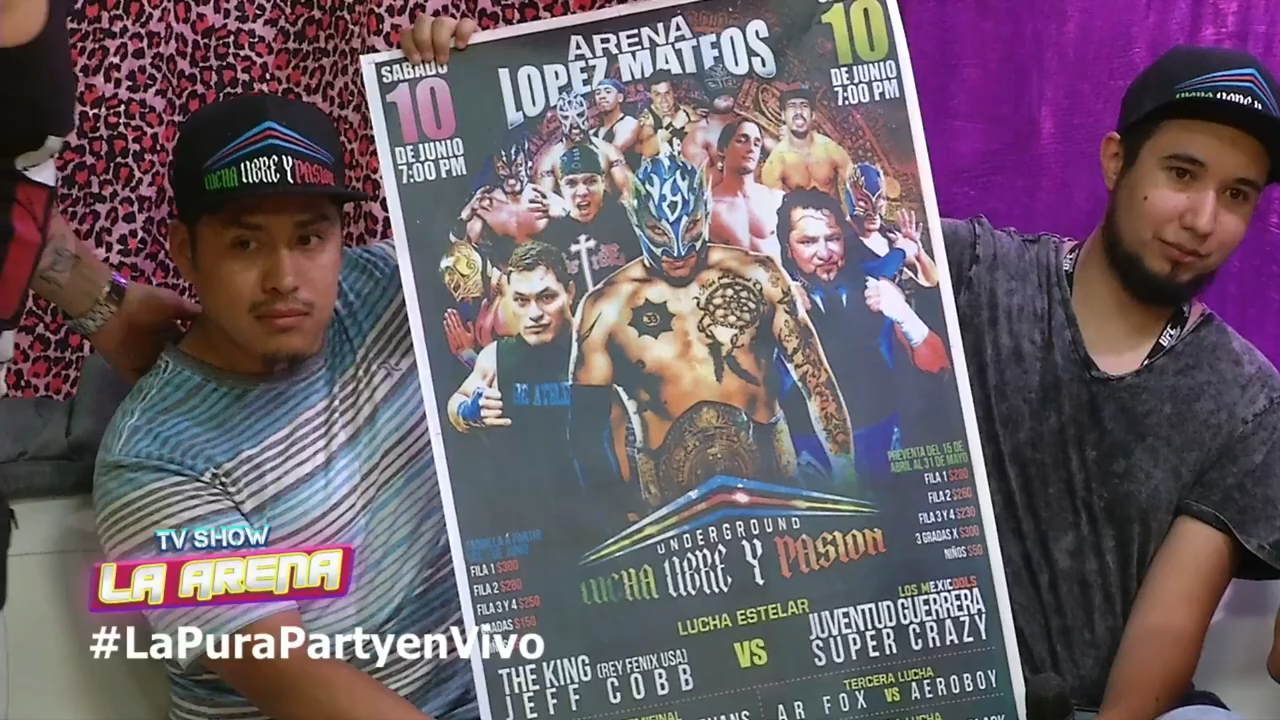 ARENA
LOPEZ MATEOS
SABADO
10
DE JUNIO
7:00 PM
10
DE JUNIO
7:00 PM
LUCHA LIBRE Y PASION
UFC
PREVENTA DEL 15 DE
ABRIL AL 31 DE MAYO
FILA 1 $280
FILA 2 $260
FILA 3 Y 4 $230
3 GRADAS X $300
NIÑOS $50
FILA 1 $300
FILA 2 $280
FILA 3 Y 4 $250
GRADAS $150
UNDERGROUND
LUCHA LIBRE Y PASION
LUCHA ESTELAR
THE KING (REY FENIX USA)
JEFF COBB
VS
LOS MEXICOOLS
JUVENTUD GUERRERA
SUPER CRAZY
TERCERA LUCHA
AR FOX VS AEROBOY
TV SHOW
LA ARENA
#LaPuraPartyenVivo